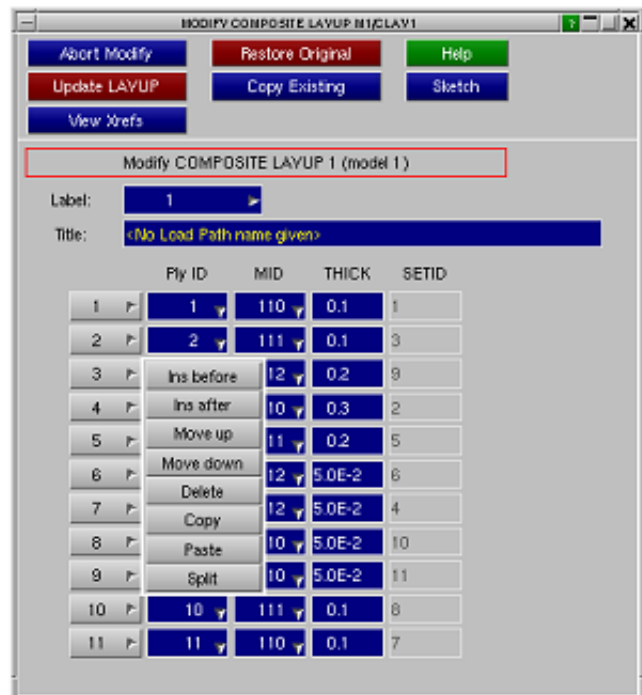 MODIFY COMPOSITE LAYUP M1/CLAV1
?
Abort Modify Restore Original Help
Update LAYUP Copy Existing Sketch
View Xrefs
Modify COMPOSITE LAYUP 1 (model 1)
Label: 1
Title: <No Load Path name given>
Ply ID MID THICK SETID
1 1 110 0.1 1
2 2 111 0.1 3
3 Ins before 12 0.2 9
4 Ins after 10 0.3 2
5 Move up 11 0.2 5
6 Move down 12 5.0E-2 6
7 Delete 12 5.0E-2 4
8 Copy 10 5.0E-2 10
Paste
9 Split 10 5.0E-2 11
10 10 111 0.1 8
11 11 110 0.1 7